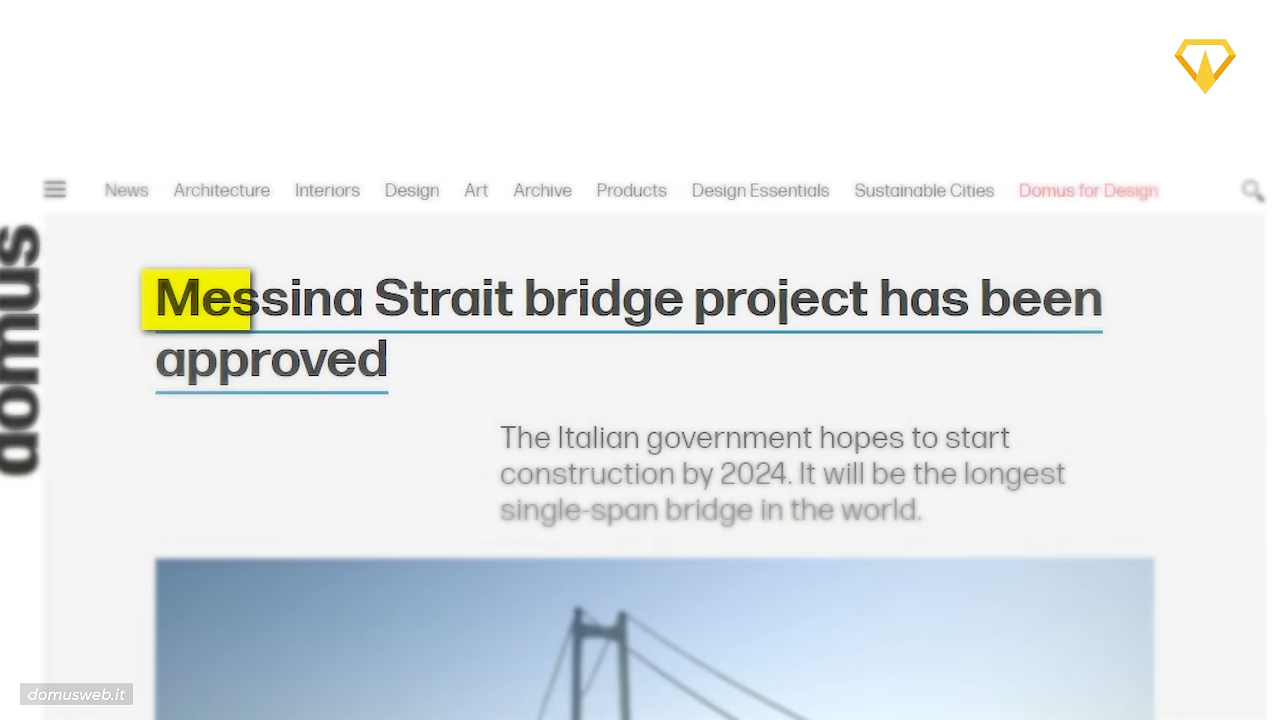 News Architecture Interiors Design Art Archive Products Design Essentials Sustainable Cities Domus for Design
domus
Messina Strait bridge project has been
approved
The Italian government hopes to start
construction by 2024. It will be the longest
single-span bridge in the world.
domusweb.it